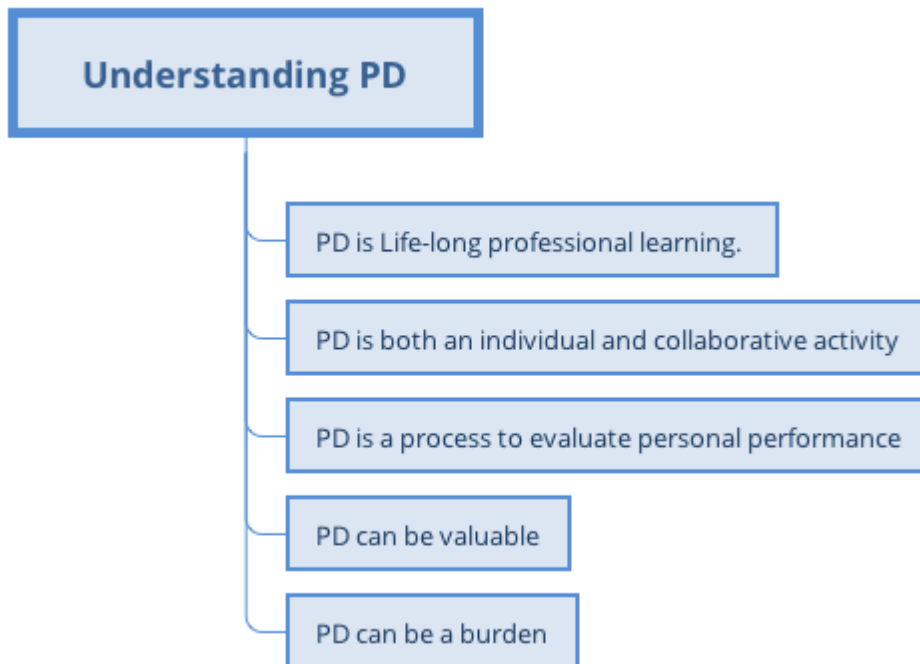 Understanding PD
PD is Life-long professional learning.
PD is both an individual and collaborative activity
PD is a process to evaluate personal performance
PD can be valuable
PD can be a burden